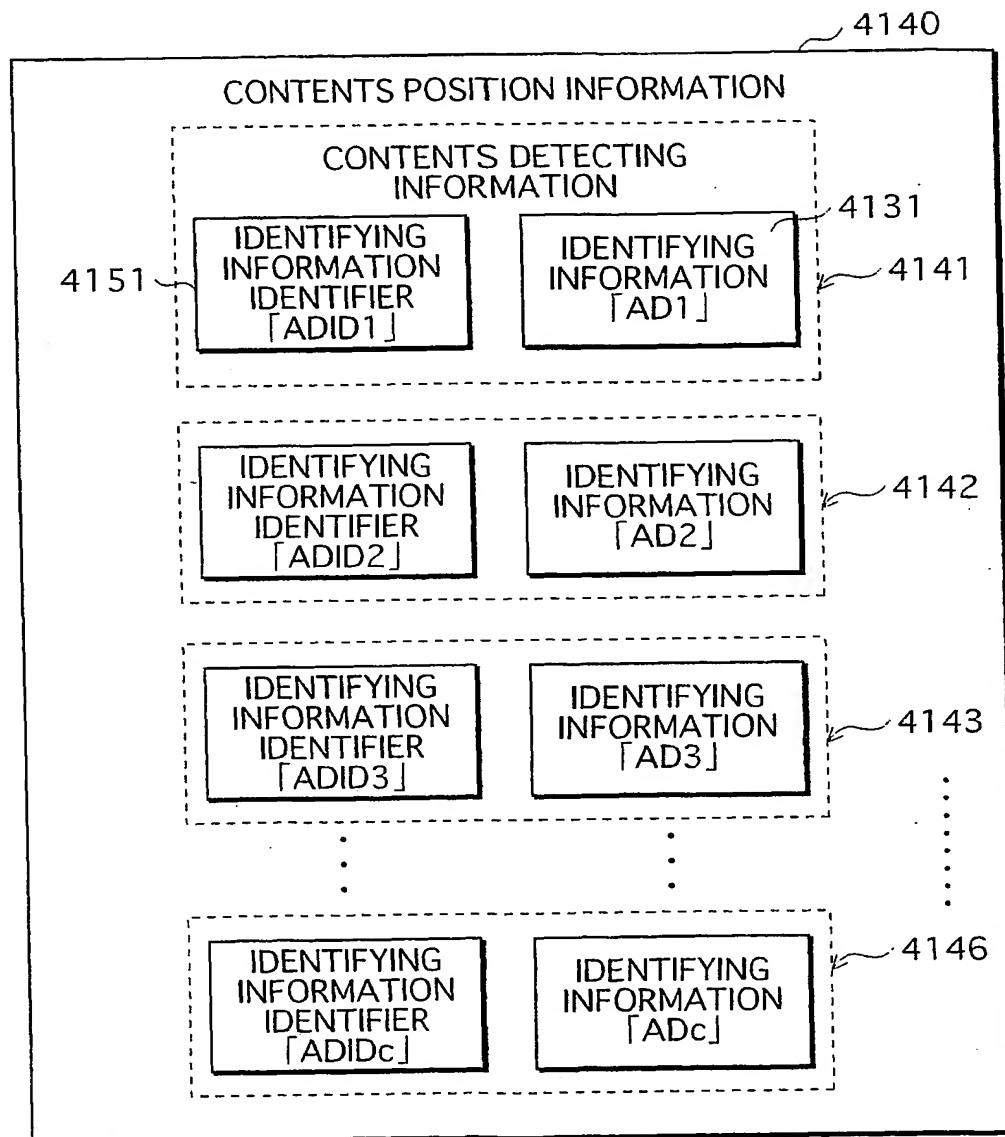 4140
CONTENTS POSITION INFORMATION
CONTENTS DETECTING
INFORMATION
4131
IDENTIFYING
INFORMATION
IDENTIFIER
「ADID1」
IDENTIFYING
INFORMATION
「AD1」
4151
4141
IDENTIFYING
INFORMATION
IDENTIFIER
「ADID2」
IDENTIFYING
INFORMATION
「AD2」
4142
IDENTIFYING
INFORMATION
IDENTIFIER
「ADID3」
IDENTIFYING
INFORMATION
「AD3」
4143
IDENTIFYING
INFORMATION
IDENTIFIER
「ADIDc」
IDENTIFYING
INFORMATION
「ADc」
4146